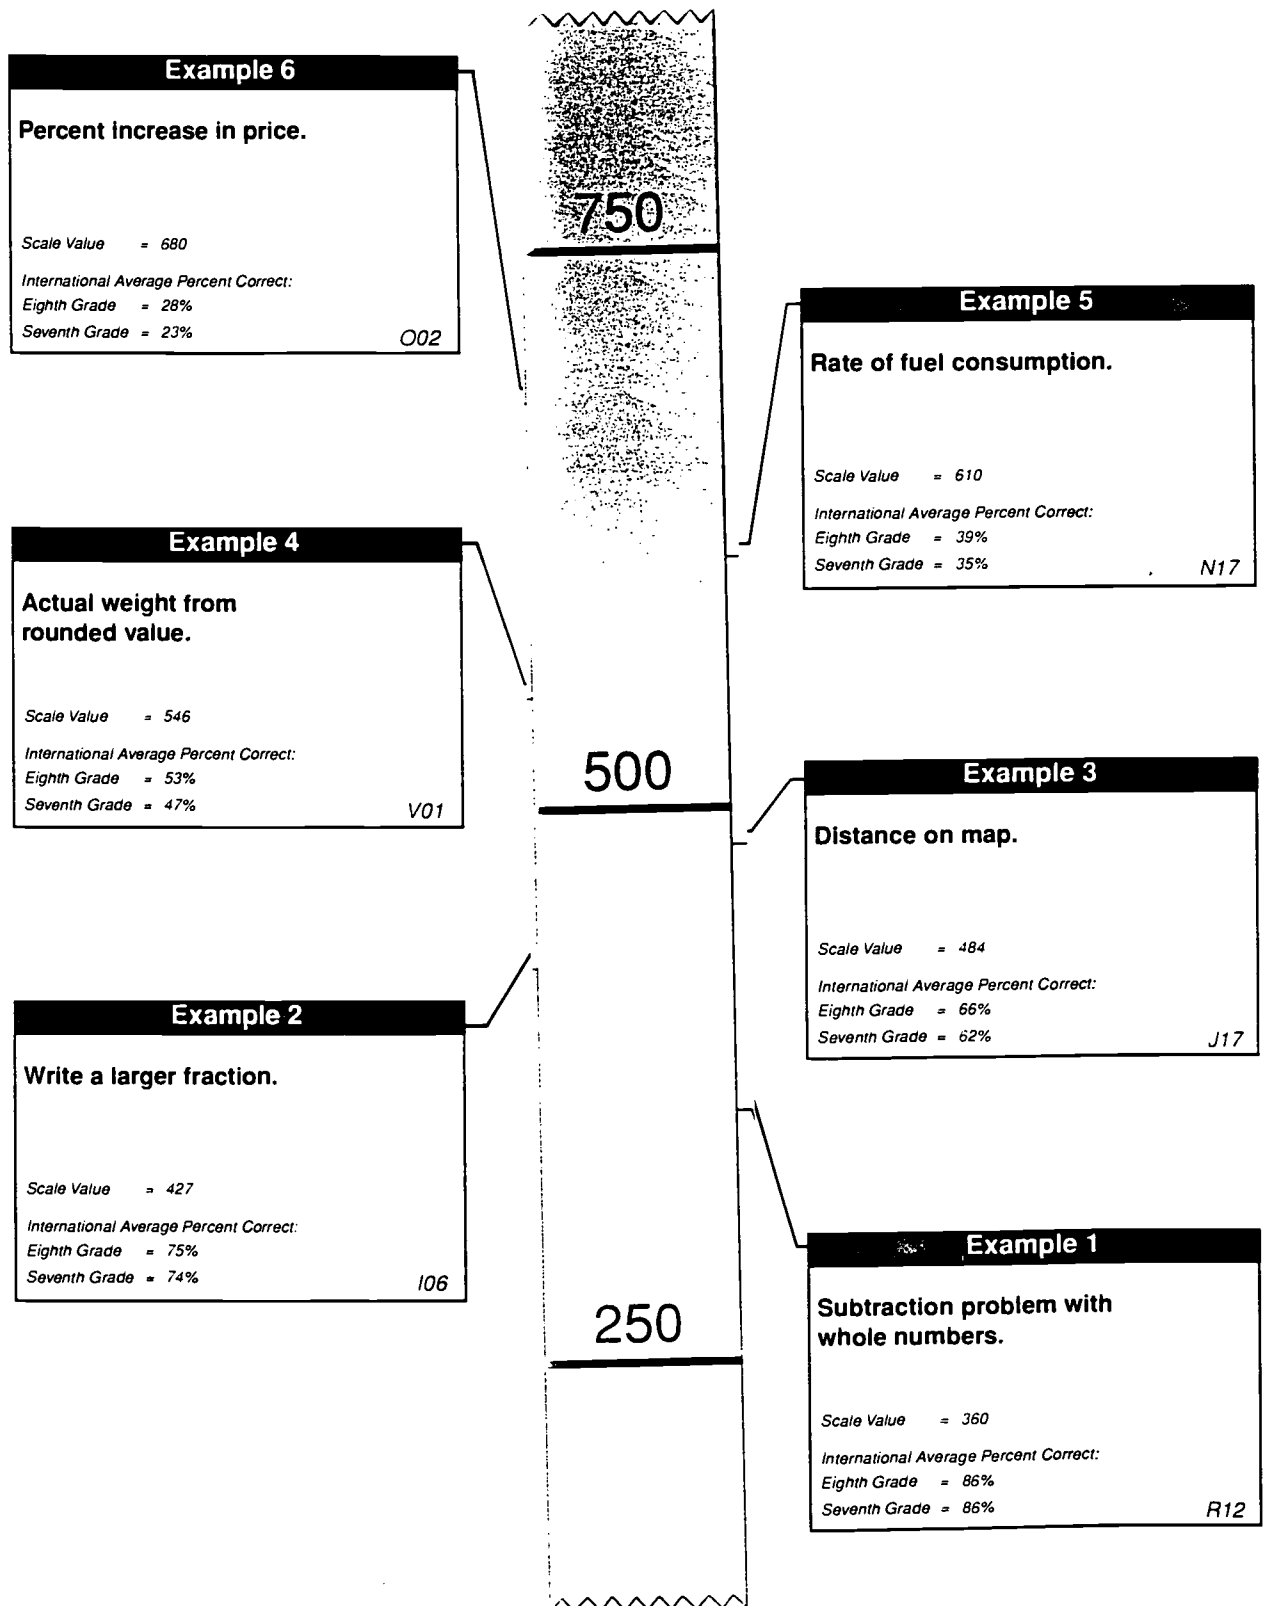 Example 6
Percent increase in price.
Scale Value = 680
International Average Percent Correct:
Eighth Grade = 28%
Seventh Grade = 23%
O02
Example 4
Actual weight from
rounded value.
Scale Value = 546
International Average Percent Correct:
Eighth Grade = 53%
Seventh Grade = 47%
V01
Example 2
Write a larger fraction.
Scale Value = 427
International Average Percent Correct:
Eighth Grade = 75%
Seventh Grade = 74%
I06
750
500
250
Example 5
Rate of fuel consumption.
Scale Value = 610
International Average Percent Correct:
Eighth Grade = 39%
Seventh Grade = 35%
N17
Example 3
Distance on map.
Scale Value = 484
International Average Percent Correct:
Eighth Grade = 66%
Seventh Grade = 62%
J17
Example 1
Subtraction problem with
whole numbers.
Scale Value = 360
International Average Percent Correct:
Eighth Grade = 86%
Seventh Grade = 86%
R12